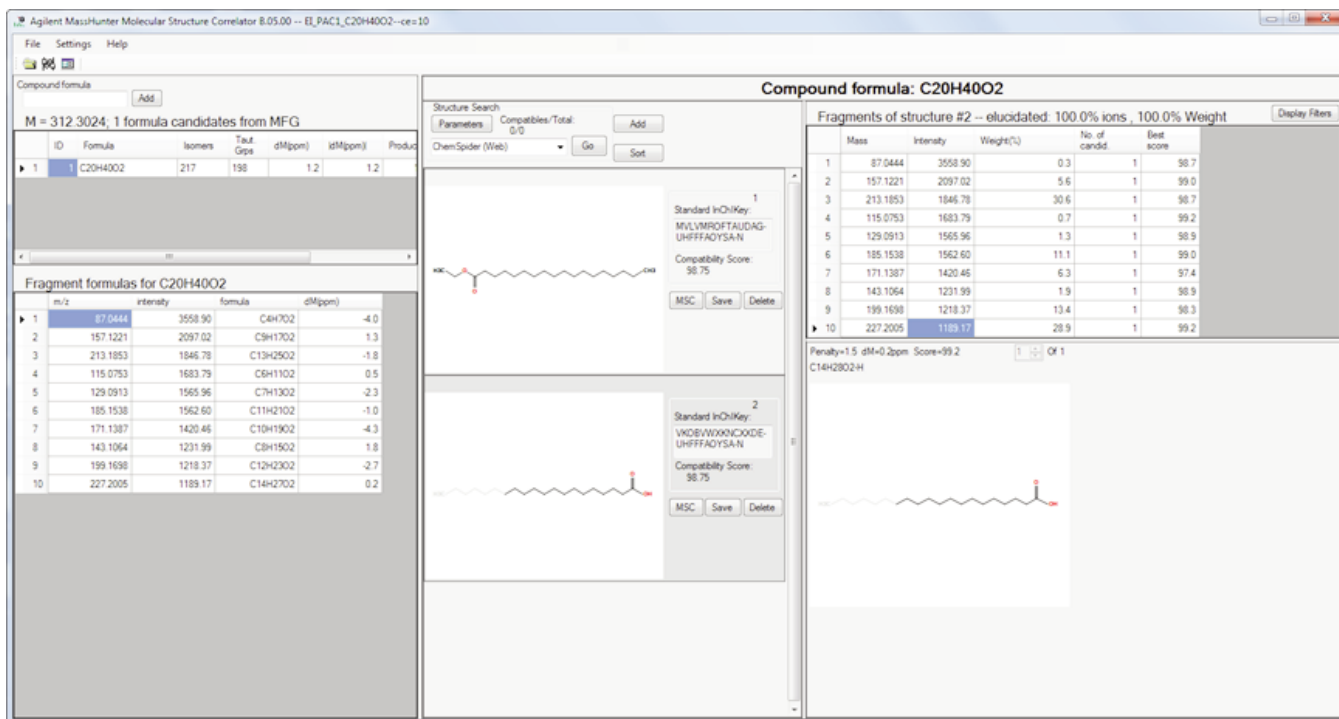 Agilent MassHunter Molecular Structure Correlator B.05.00 -- EI_PAC1_C20H40O2--ce=10
File Settings Help
Compound formula
Add
M = 312.3024; 1 formula candidates from MFG
ID Formula Isomers Taut. Grps dM(ppm) |dM(ppm)| Produc
1 1 C20H40O2 217 198 1.2 1.2 1
Fragment formulas for C20H40O2
m/z intensity formula dM(ppm)
1 87.0444 3558.90 C4H7O2 -4.0
2 157.1221 2097.02 C9H17O2 1.3
3 213.1853 1846.78 C13H25O2 -1.8
4 115.0753 1683.79 C6H11O2 0.5
5 129.0913 1565.96 C7H13O2 -2.3
6 185.1538 1562.60 C11H21O2 -1.0
7 171.1387 1420.46 C10H19O2 -4.3
8 143.1064 1231.99 C8H15O2 1.8
9 199.1698 1218.37 C12H23O2 -2.7
10 227.2005 1189.17 C14H27O2 0.2
Compound formula: C20H40O2
Structure Search
Parameters Compatibles/Total: Add
0/0
ChemSpider (Web) Go Sort
1
Standard InChIKey:
MVLVMROFTAUDAG-
UHFFFAOYSA-N
Compatibility Score:
98.75
MSC Save Delete
2
Standard InChIKey:
VKOBVWXKNCXXDE-
UHFFFAOYSA-N
Compatibility Score:
98.75
MSC Save Delete
Fragments of structure #2 -- elucidated: 100.0% ions , 100.0% Weight
Display Filters
Mass Intensity Weight(%) No. of candid. Best score
1 87.0444 3558.90 0.3 1 98.7
2 157.1221 2097.02 5.6 1 99.0
3 213.1853 1846.78 30.6 1 98.7
4 115.0753 1683.79 0.7 1 99.2
5 129.0913 1565.96 1.3 1 98.9
6 185.1538 1562.60 11.1 1 99.0
7 171.1387 1420.46 6.3 1 97.4
8 143.1064 1231.99 1.9 1 98.9
9 199.1698 1218.37 13.4 1 98.3
10 227.2005 1189.17 28.9 1 99.2
Penalty=1.5 dM=0.2ppm Score=99.2 1 Of 1
C14H28O2-H